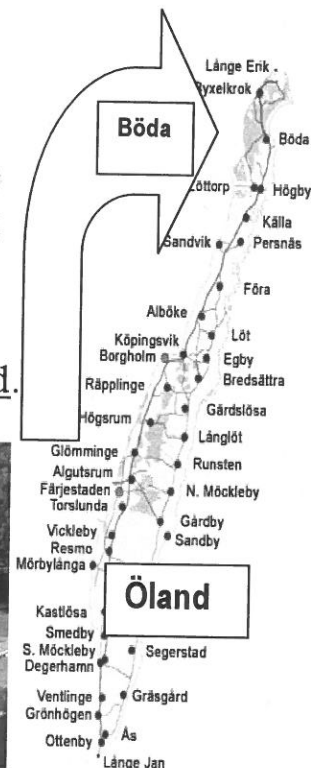 Långe Erik
Byxelkrok
Böda
Böda
Löttorp
Högby
Källa
Sandvik
Persnäs
Föra
Alböke
Löt
Köpingsvik
Borgholm
Egby
d.
Räpplinge
Bredsättra
Gärdslösa
Högsrum
Långlöt
Glömminge
Runsten
Algutsrum
Färjestaden
N. Möckleby
Torslunda
Gårdby
Vickleby
Sandby
Resmo
Mörbylånga
Öland
Kastlösa
Smedby
S. Möckleby
Segerstad
Degerhamn
Ventlinge
Gräsgård
Grönhögen
Ås
Ottenby
Långe Jan